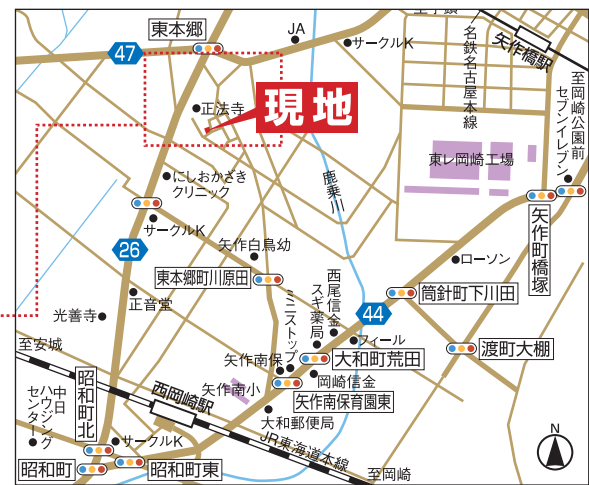 東本郷
JA
サークルK
47
正法寺
現地
名鉄名古屋本線
矢作橋駅
至岡崎公園前
セブンイレブン
東レ岡崎工場
にしおかざき
クリニック
鹿乗川
サークルK
矢作町橋塚
26
矢作白鳥幼
ローソン
東本郷町川原田
正音堂
ミニストップ
スギ薬局
西尾信金
44
筒針町下川田
光善寺
フィール
渡町大棚
至安城
矢作南保
大和町荒田
西岡崎駅
矢作南小
岡崎信金
矢作南保育園東
中日
ハウジング
センター
昭和町北
大和郵便局
サークルK
JR東海道本線
昭和町
昭和町東
至岡崎
N